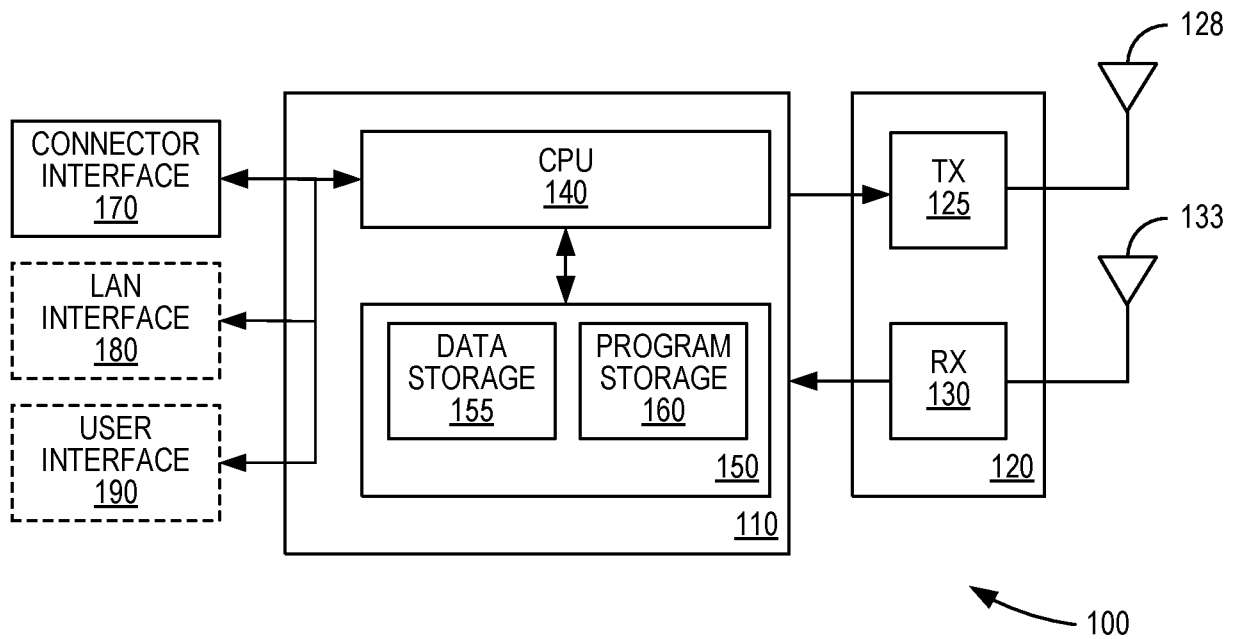 128
CONNECTOR
INTERFACE
170
CPU
140
TX
125
133
LAN
INTERFACE
180
DATA
STORAGE
155
PROGRAM
STORAGE
160
RX
130
USER
INTERFACE
190
150
120
110
100